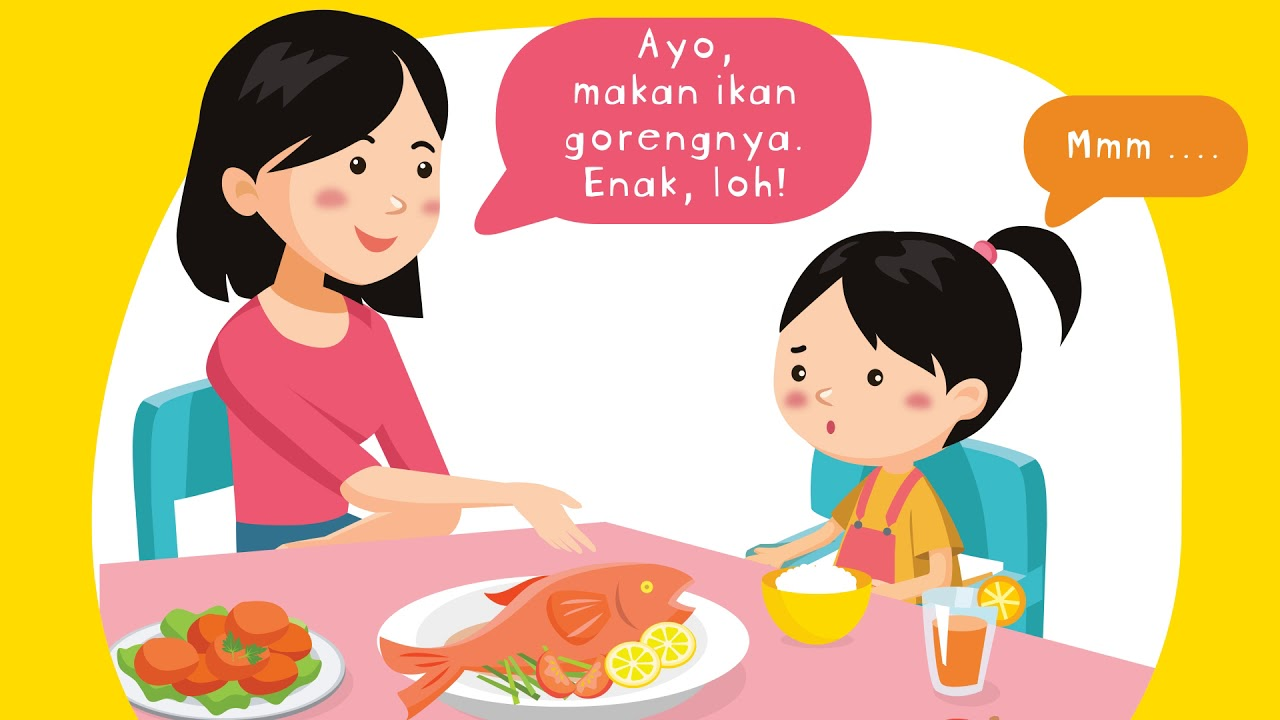 Ayo,
makan ikan
gorengnya.
Enak, loh!
Mmm ....